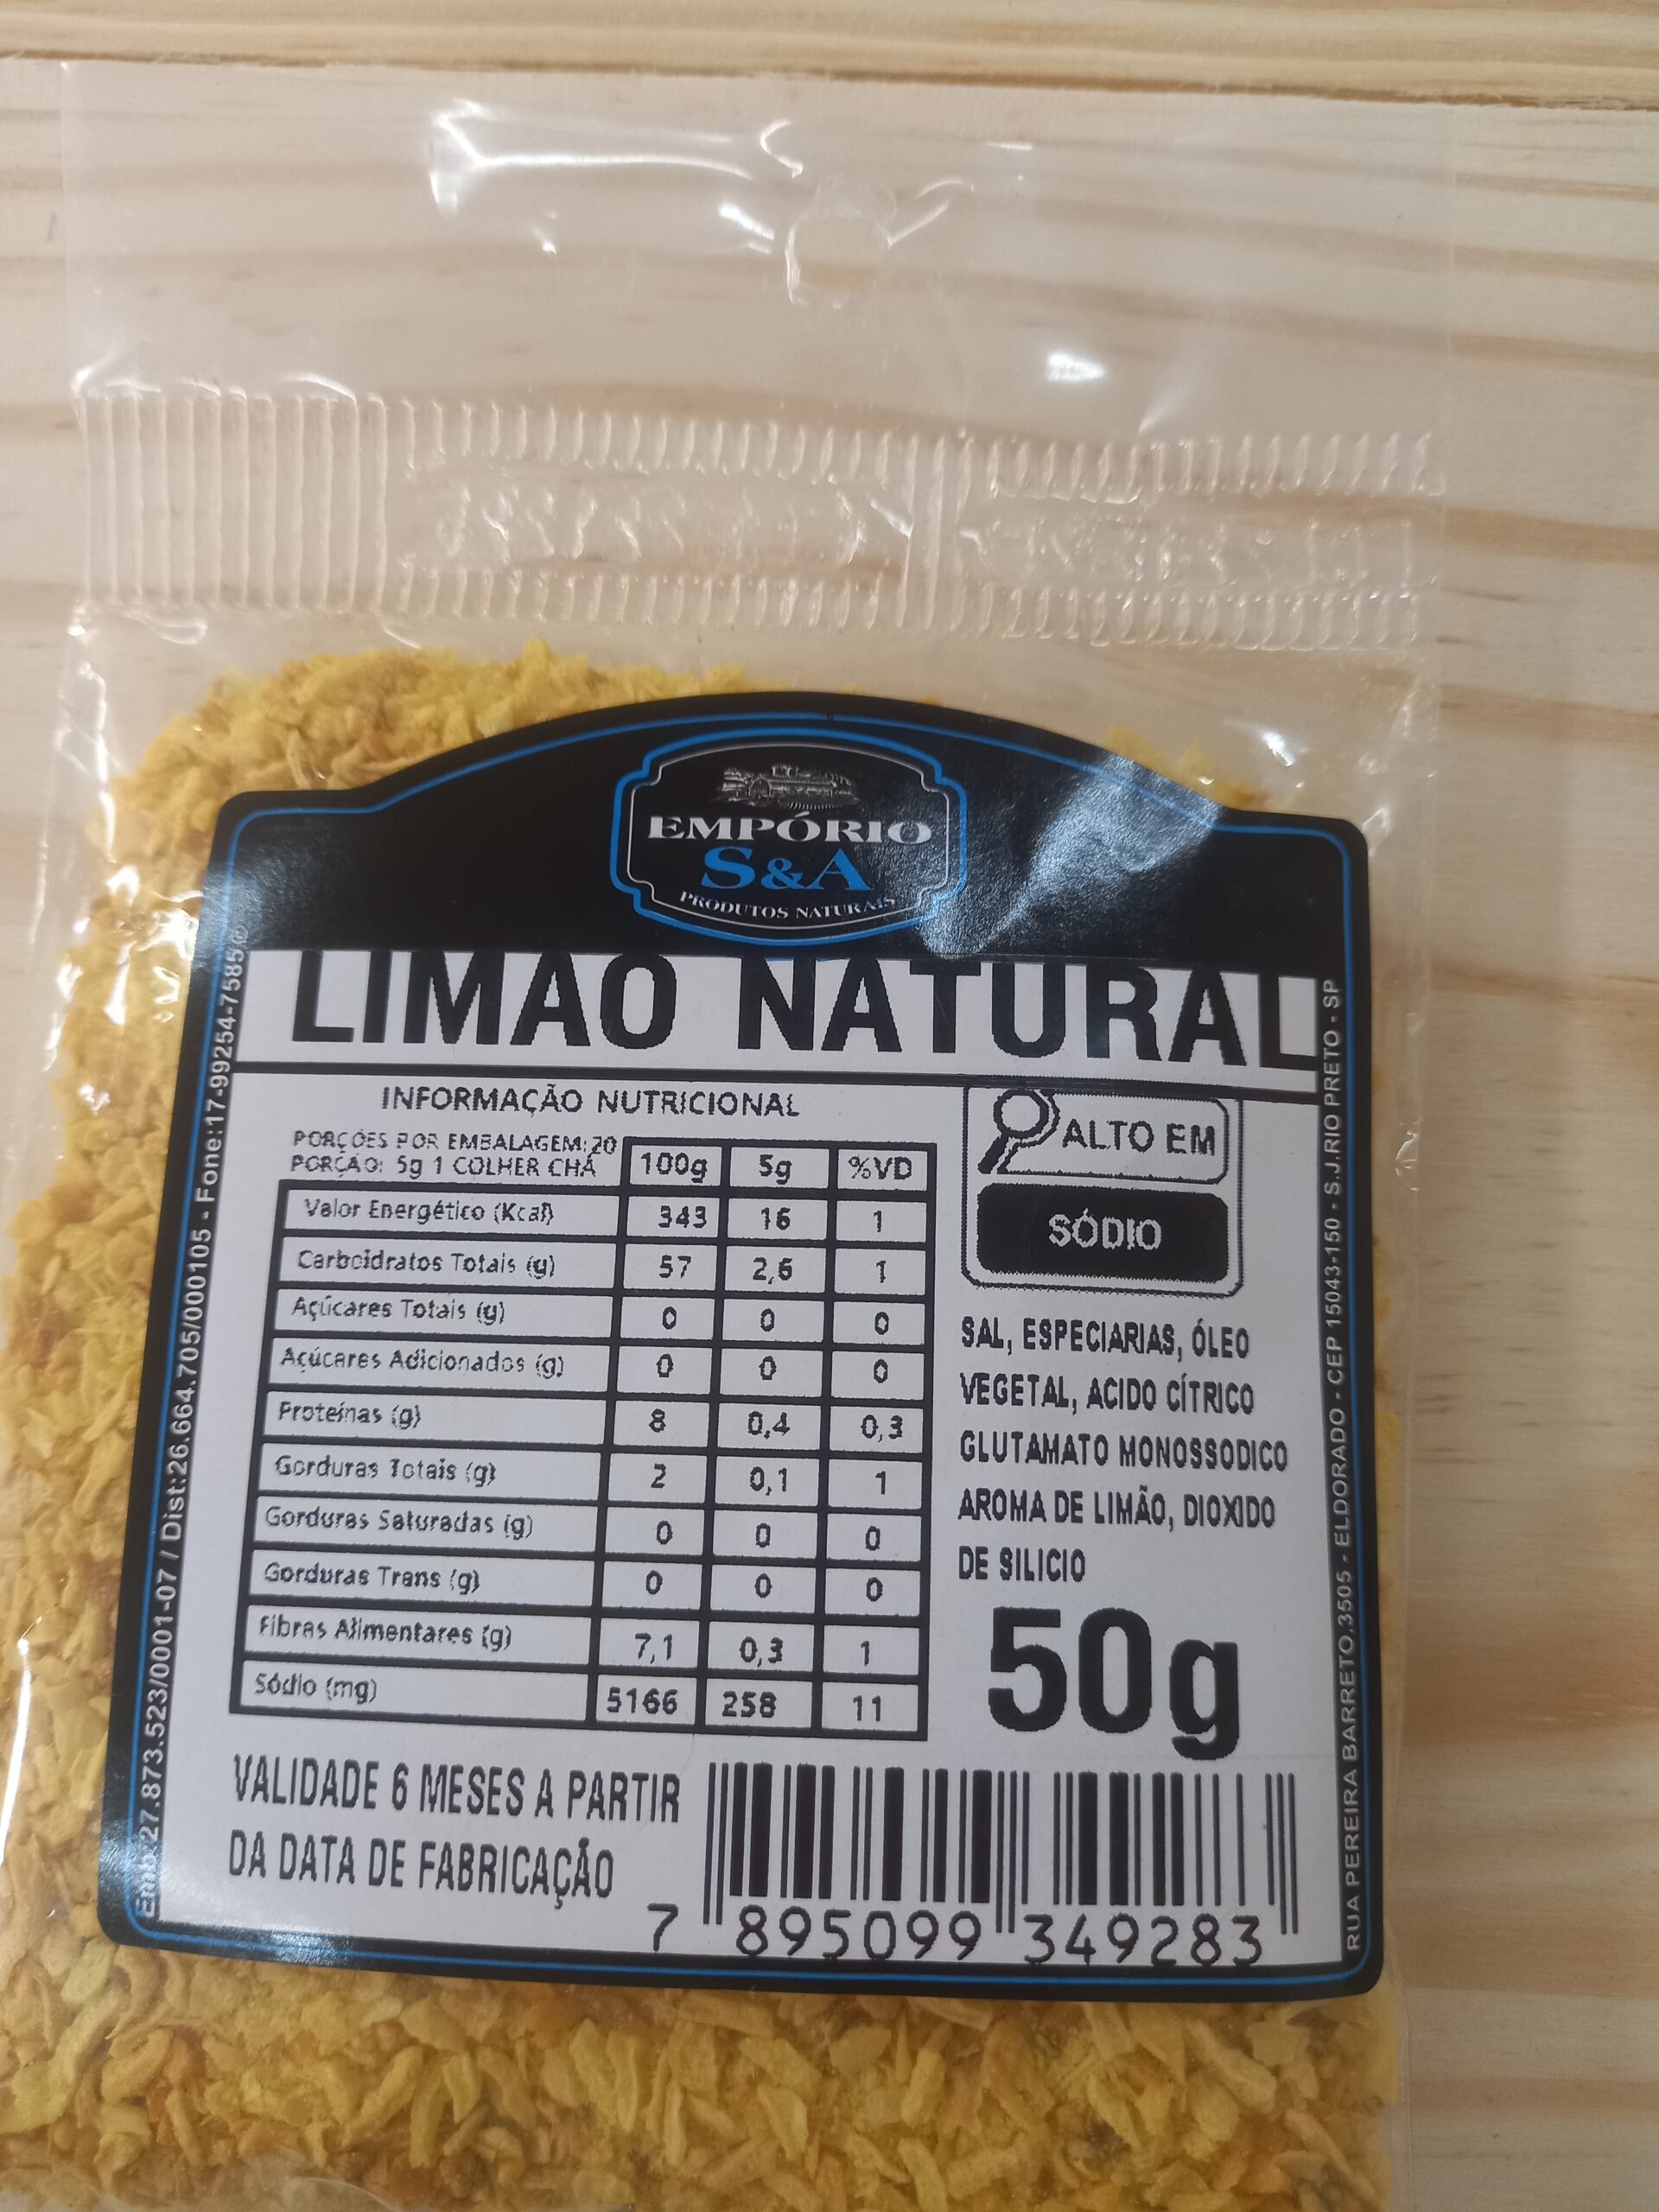 EMPÓRIO
S&A
PRODUTOS NATURAIS
LIMAO NATURAL
INFORMAÇÃO NUTRICIONAL
PORÇÕES POR EMBALAGEM: 20
PORÇÃO: 5g 1 COLHER CHÁ 100g 5g %VD
Valor Energético (Kcal) 343 16 1
Carboidratos Totais (g) 57 2,6 1
Açúcares Totais (g) 0 0 0
Açúcares Adicionados (g) 0 0 0
Proteínas (g) 8 0,4 0,3
Gorduras Totais (g) 2 0,1 1
Gorduras Saturadas (g) 0 0 0
Gorduras Trans (g) 0 0 0
Fibras Alimentares (g) 7,1 0,3 1
Sódio (mg) 5166 258 11
ALTO EM
SÓDIO
SAL, ESPECIARIAS, ÓLEO
VEGETAL, ACIDO CÍTRICO
GLUTAMATO MONOSSODICO
AROMA DE LIMÃO, DIOXIDO
DE SILICIO
50g
VALIDADE 6 MESES A PARTIR
DA DATA DE FABRICAÇÃO
7 895099 349283
Emb:27.873.523/0001-07 / Dist:26.664.705/000105 - Fone:17-99254-7585
RUA PEREIRA BARRETO,3505 - ELDORADO - CEP 15043-150 - S.J.RIO PRETO - SP